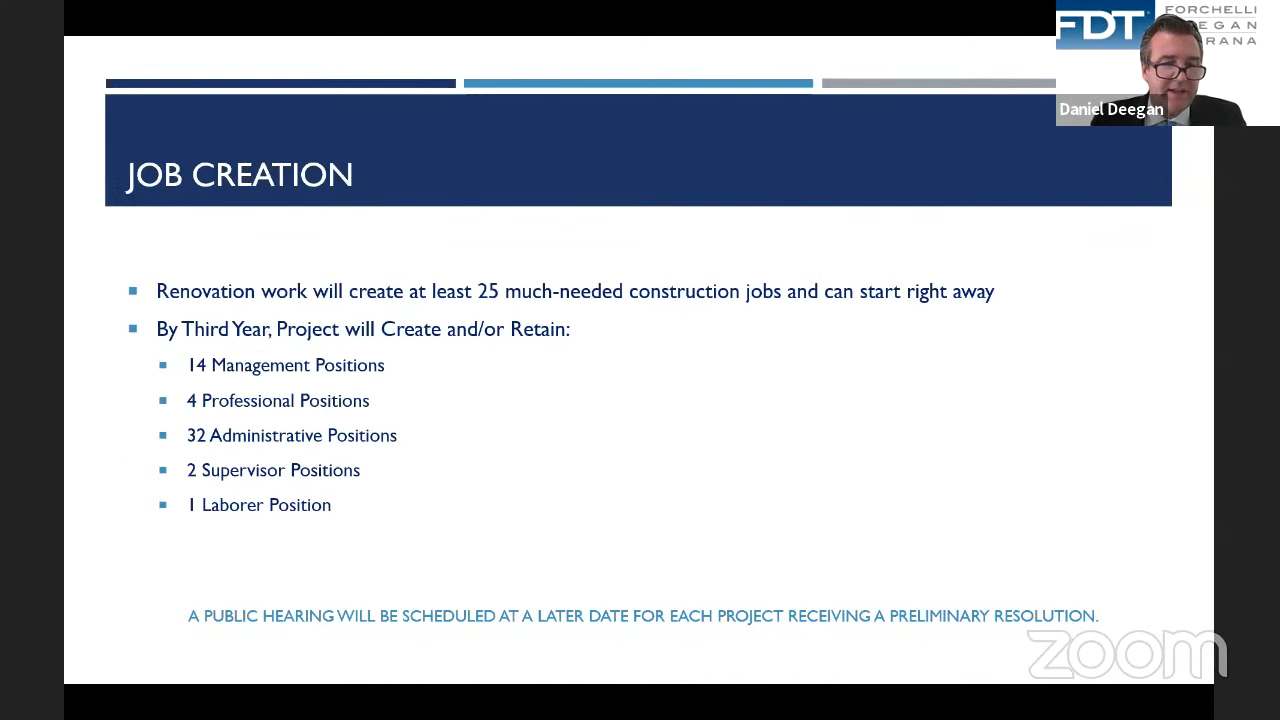 FDT
FORCHELLI
EGAN
RANA
Daniel Deegan
JOB CREATION
Renovation work will create at least 25 much-needed construction jobs and can start right away
By Third Year, Project will Create and/or Retain:
14 Management Positions
4 Professional Positions
32 Administrative Positions
2 Supervisor Positions
1 Laborer Position
A PUBLIC HEARING WILL BE SCHEDULED AT A LATER DATE FOR EACH PROJECT RECEIVING A PRELIMINARY RESOLUTION.
zoom